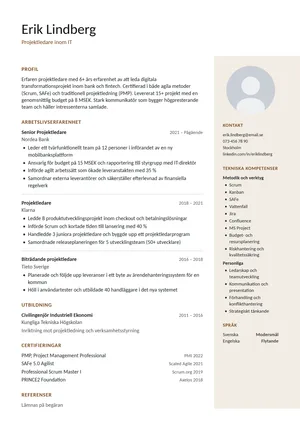 Erik Lindberg
Projektledare inom IT
PROFIL
Erfaren projektledare med 6+ års erfarenhet av att leda digitala
transformationsprojekt inom bank och fintech. Certifierad i både agila metoder
(Scrum, SAFe) och traditionell projektledning (PMP). Levererat 15+ projekt med en
genomsnittlig budget på 8 MSEK. Stark kommunikatör som bygger högpresterande
team och håller intressenterna samlade.
ARBETSLIVSERFARENHET
Senior Projektledare 2021 – Pågående
Nordea Bank
• Leder ett tvärfunktionellt team på 12 personer i införandet av en ny
mobilbanksplattform
• Ansvarig för budget på 15 MSEK och rapportering till styrgrupp med IT-direktör
• Införde agilt arbetssätt som ökade leveranstakten med 35 %
• Samordnar externa leverantörer och säkerställer efterlevnad av finansiella
regelverk
Projektledare 2018 – 2021
Klarna
• Ledde 8 produktutvecklingsprojekt inom checkout och betalningslösningar
• Införde Scrum och kortade tiden till lansering med 40 %
• Handledde 3 juniora projektledare och byggde upp ett projektledarprogram
• Samordnade releaseplaneringen för 5 utvecklingsteam (50+ utvecklare)
Biträdande projektledare 2016 – 2018
Tieto Sverige
• Planerade och följde upp leveranser i ett byte av ärendehanteringssystem för en
kommun
• Höll i användartester och utbildade 40 handläggare i det nya systemet
UTBILDNING
Civilingenjör Industriell Ekonomi 2011 – 2016
Kungliga Tekniska Högskolan
Inriktning mot projektledning och verksamhetsstyrning
CERTIFIERINGAR
PMP, Project Management Professional PMI 2022
SAFe 5.0 Agilist Scaled Agile 2021
Professional Scrum Master I Scrum.org 2019
PRINCE2 Foundation Axelos 2018
REFERENSER
Lämnas på begäran
KONTAKT
erik.lindberg@email.se
073 456 78 90
Stockholm
linkedin.com/in/eriklindberg
TEKNISKA KOMPETENSER
Metodik och verktyg
• Scrum
• Kanban
• SAFe
• Vattenfall
• Jira
• Confluence
• MS Project
• Budget- och
resursplanering
• Riskhantering och
kvalitetssäkring
Personliga
• Ledarskap och
teamutveckling
• Kommunikation och
presentation
• Förhandling och
konflikthantering
• Strategiskt tänkande
SPRÅK
Svenska Modersmål
Engelska Flytande